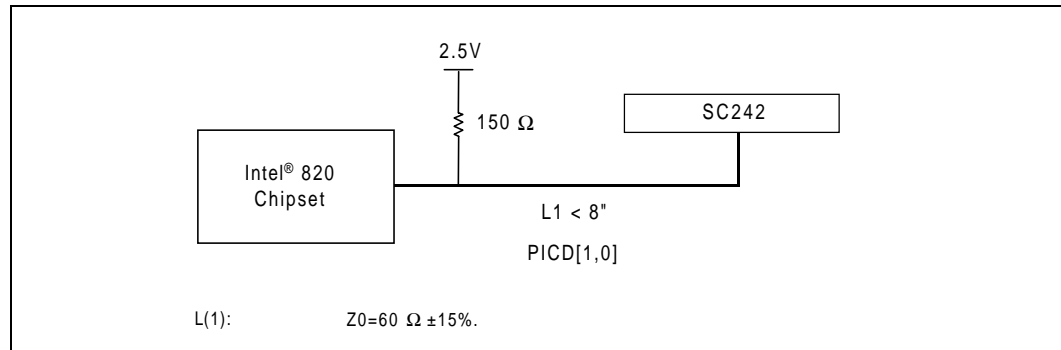 2.5V
150 Ω
SC242
Intel® 820
Chipset
L1 < 8"
PICD[1,0]
L(1): Z0=60 Ω ±15%.